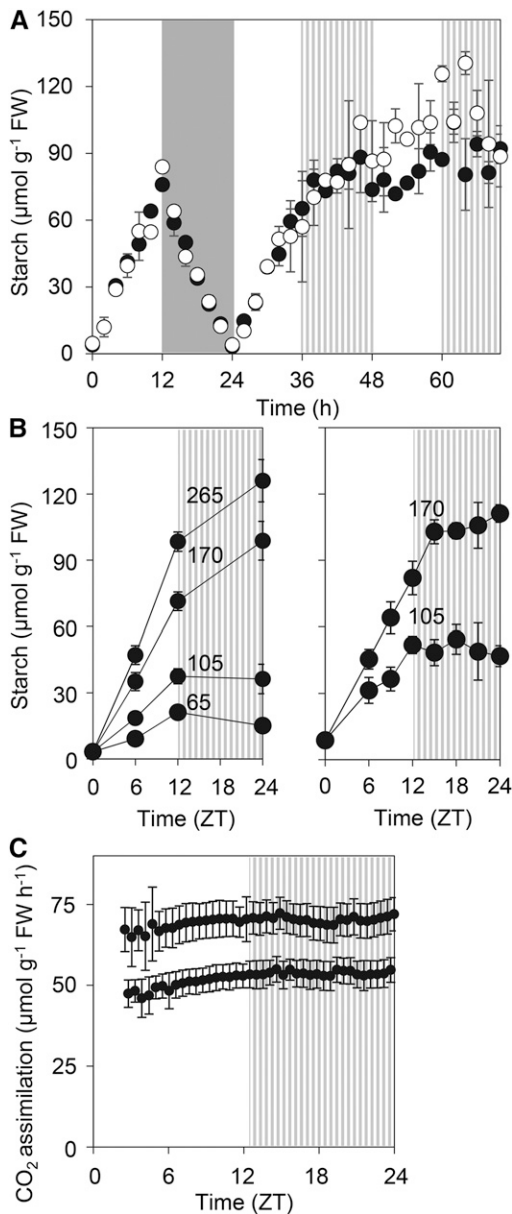 A
Starch (µmol g⁻¹ FW)
150
120
90
60
30
0
0 12 24 36 48 60
Time (h)
B
Starch (µmol g⁻¹ FW)
150
120
90
60
30
0
265
170
105
65
0 6 12 18 24
Time (ZT)
170
105
0 6 12 18 24
Time (ZT)
C
CO₂ assimilation (µmol g⁻¹ FW h⁻¹)
75
50
25
0
0 6 12 18 24
Time (ZT)